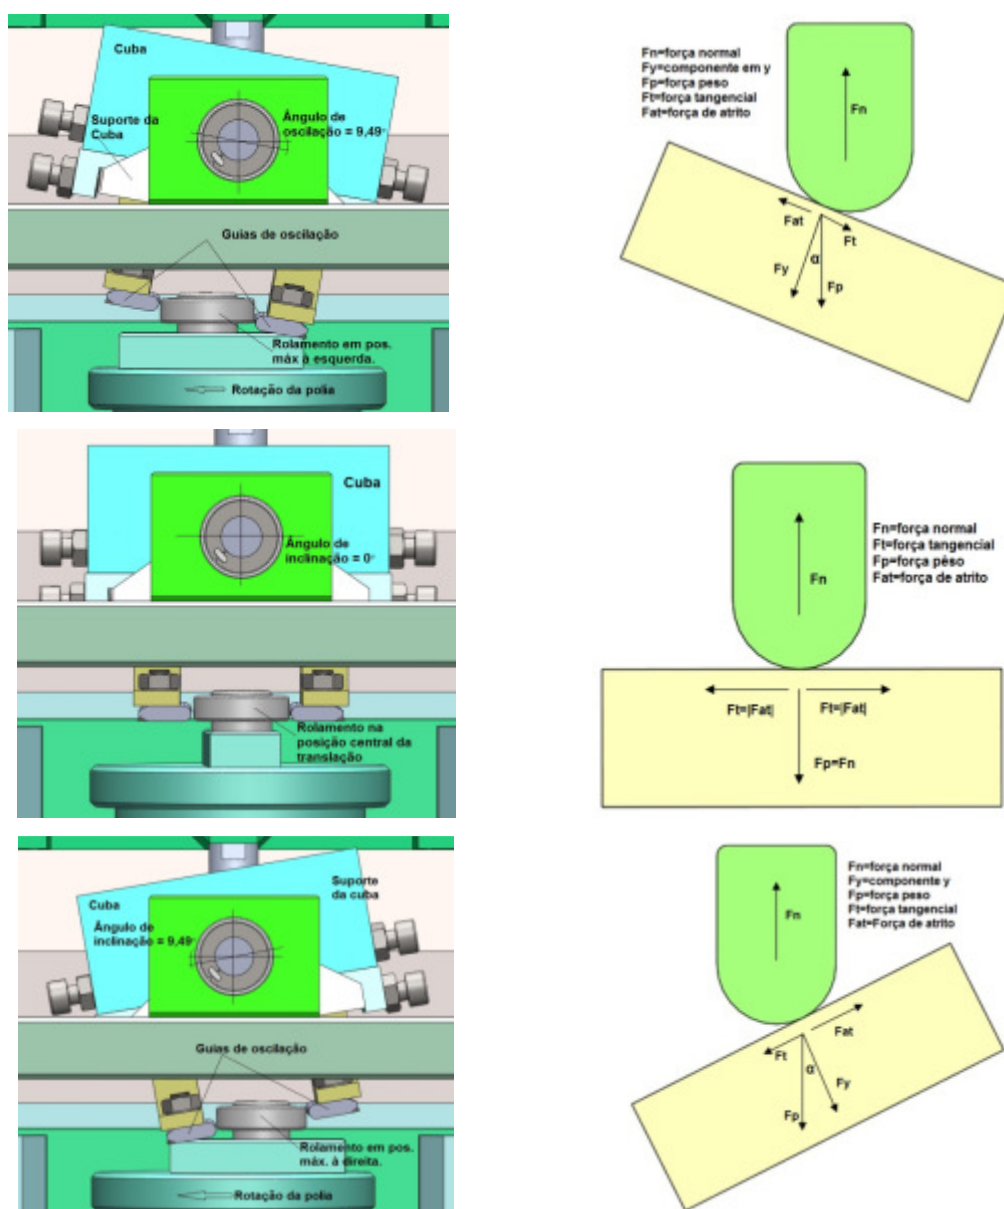 Cuba
Suporte da
Cuba
Ângulo de
oscilação = 9,49°
Guias de oscilação
Rolamento em pos.
máx à esquerda.
Rotação da polia
Fn=força normal
Fy=componente em y
Fp=força peso
Ft=força tangencial
Fat=força de atrito
Fn
Fat
Ft
Fy
α
Fp
Cuba
Ângulo de
inclinação = 0°
Rolamento na
posição central da
translação
Fn=força normal
Ft=força tangencial
Fp=força pêso
Fat=força de atrito
Fn
Ft=|Fat|
Ft=|Fat|
Fp=Fn
Suporte
da cuba
Cuba
Ângulo de
inclinação = 9,49°
Guias de oscilação
Rolamento em pos.
máx. à direita.
Rotação da polia
Fn=força normal
Fy=componente y
Fp=força peso
Ft=força tangencial
Fat=Força de atrito
Fn
Fat
Ft
α
Fy
Fp